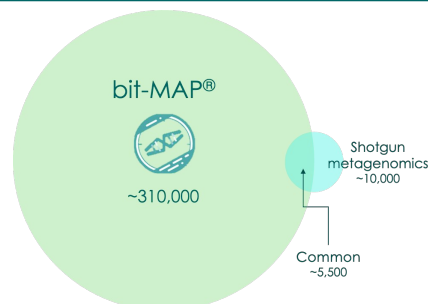 bit-MAP®
~310,000
Shotgun
metagenomics
~10,000
Common
~5,500